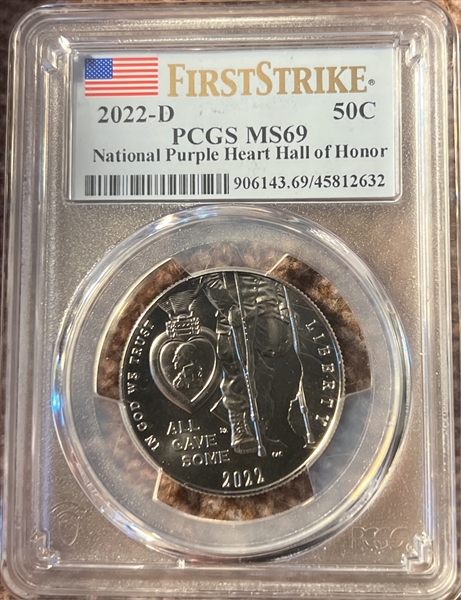 FIRSTSTRIKE®
2022-D 50C
PCGS MS69
National Purple Heart Hall of Honor
906143.69/45812632
IN GOD WE TRUST
LIBERTY
ALL
GAVE
SOME
2022
PCGS